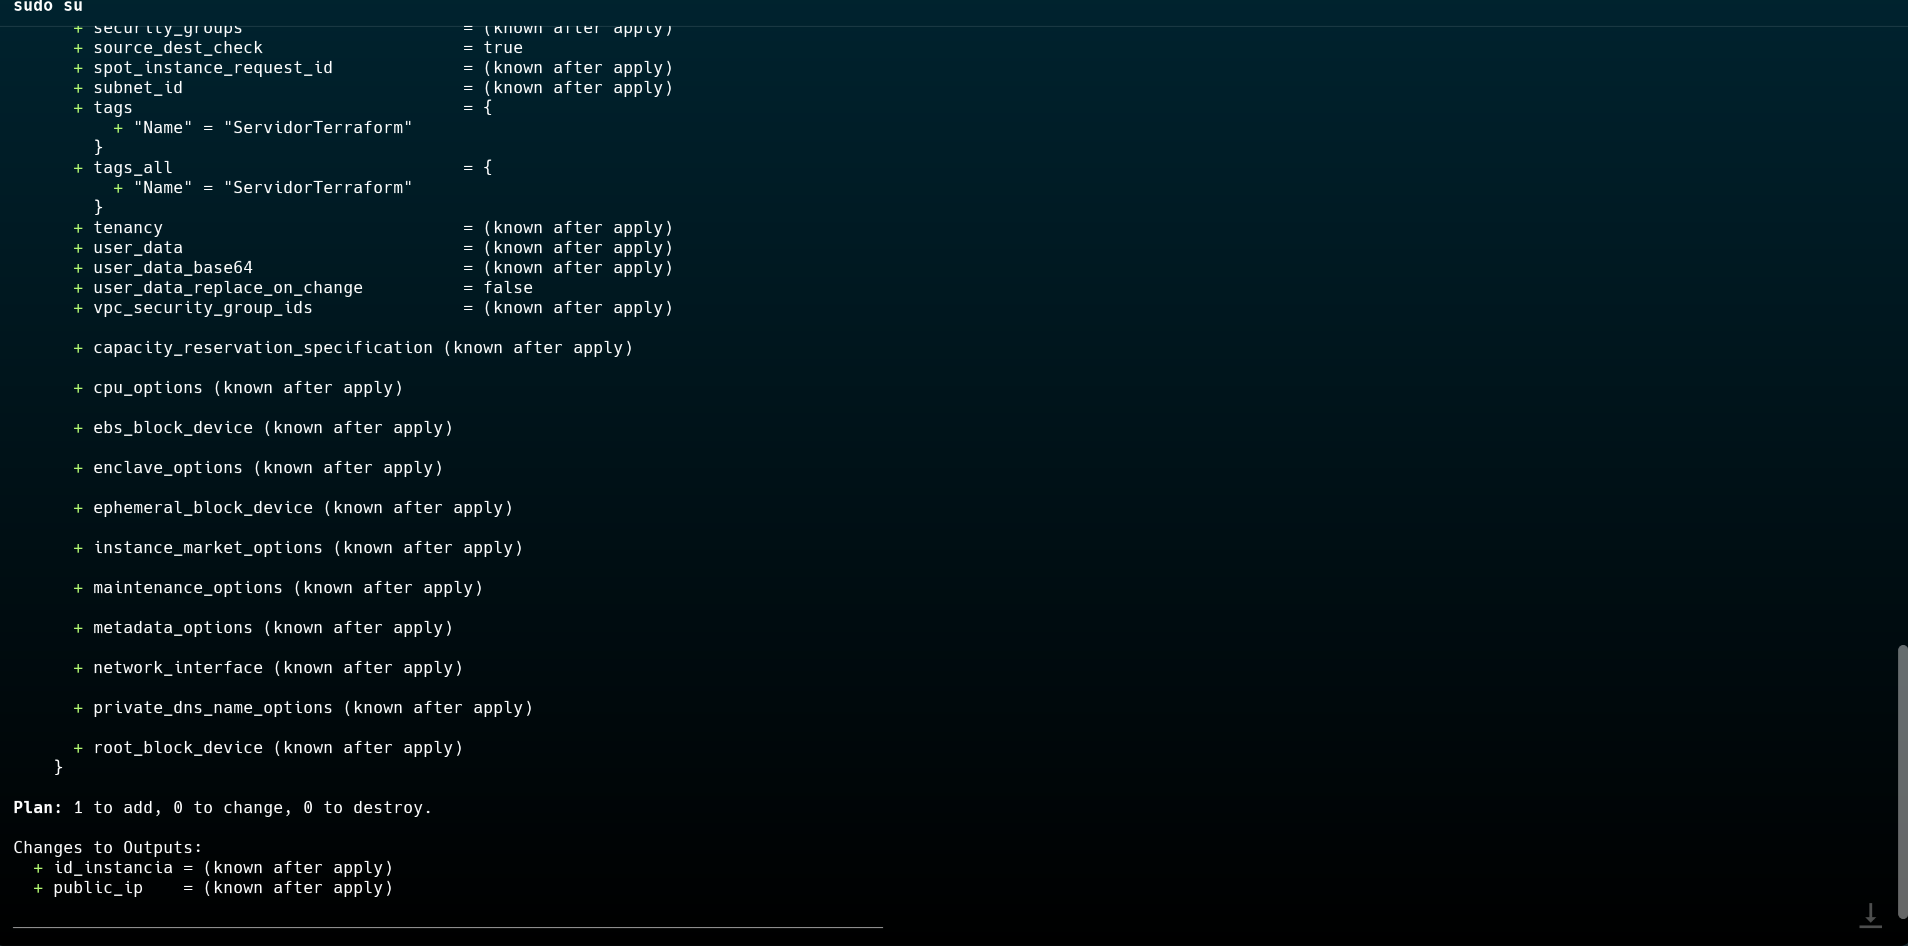 sudo su
+ security_groups = (known after apply)
+ source_dest_check = true
+ spot_instance_request_id = (known after apply)
+ subnet_id = (known after apply)
+ tags = {
+ "Name" = "ServidorTerraform"
}
+ tags_all = {
+ "Name" = "ServidorTerraform"
}
+ tenancy = (known after apply)
+ user_data = (known after apply)
+ user_data_base64 = (known after apply)
+ user_data_replace_on_change = false
+ vpc_security_group_ids = (known after apply)
+ capacity_reservation_specification (known after apply)
+ cpu_options (known after apply)
+ ebs_block_device (known after apply)
+ enclave_options (known after apply)
+ ephemeral_block_device (known after apply)
+ instance_market_options (known after apply)
+ maintenance_options (known after apply)
+ metadata_options (known after apply)
+ network_interface (known after apply)
+ private_dns_name_options (known after apply)
+ root_block_device (known after apply)
}
Plan: 1 to add, 0 to change, 0 to destroy.
Changes to Outputs:
+ id_instancia = (known after apply)
+ public_ip = (known after apply)